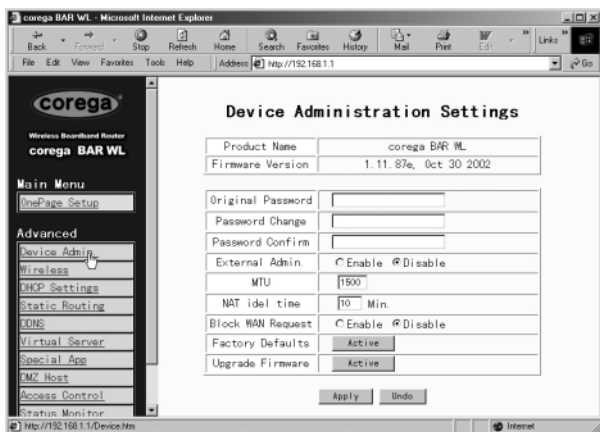 corega BAR WL - Microsoft Internet Explorer
Back Forward Stop Refresh Home Search Favorites History Mail Print Edit Links
File Edit View Favorites Tools Help Address http://192.168.1.1 Go
corega
Wireless Boardband Router
corega BAR WL
Main Menu
OnePage Setup
Advanced
Device Admin.
Wireless
DHCP Settings
Static Routing
DDNS
Virtual Server
Special App
DMZ Host
Access Control
Status Monitor
Device Administration Settings
Product Name corega BAR WL
Firmware Version 1.11.87e, Oct 30 2002
Original Password
Password Change
Password Confirm
External Admin. Enable Disable
MTU 1500
NAT idel time 10 Min.
Block WAN Request Enable Disable
Factory Defaults Active
Upgrade Firmware Active
Apply Undo
http://192.168.1.1/Device.htm Internet